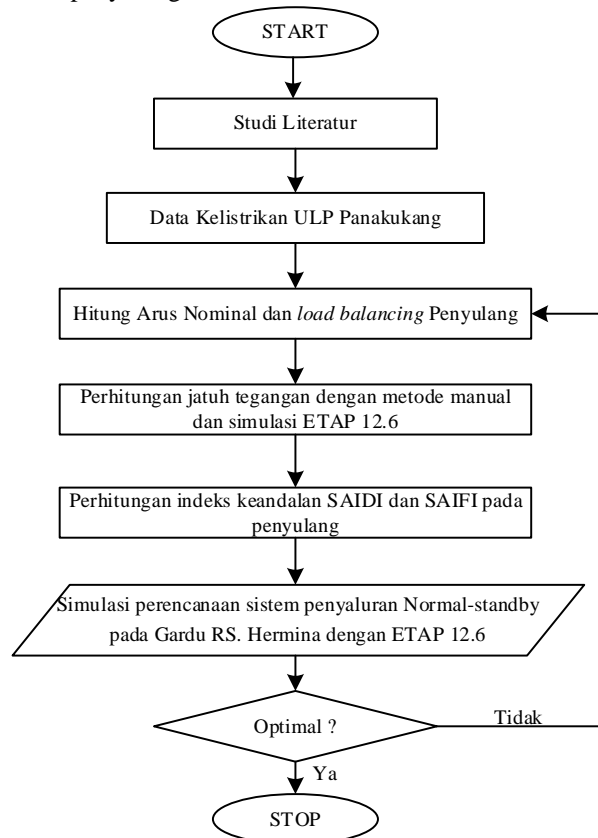 START
Studi Literatur
Data Kelistrikan ULP Panakukang
Hitung Arus Nominal dan load balancing Penyulang
Perhitungan jatuh tegangan dengan metode manual
dan simulasi ETAP 12.6
Perhitungan indeks keandalan SAIDI dan SAIFI pada
penyulang
Simulasi perencanaan sistem penyaluran Normal-standby
pada Gardu RS. Hermina dengan ETAP 12.6
Optimal ?
Tidak
Ya
STOP